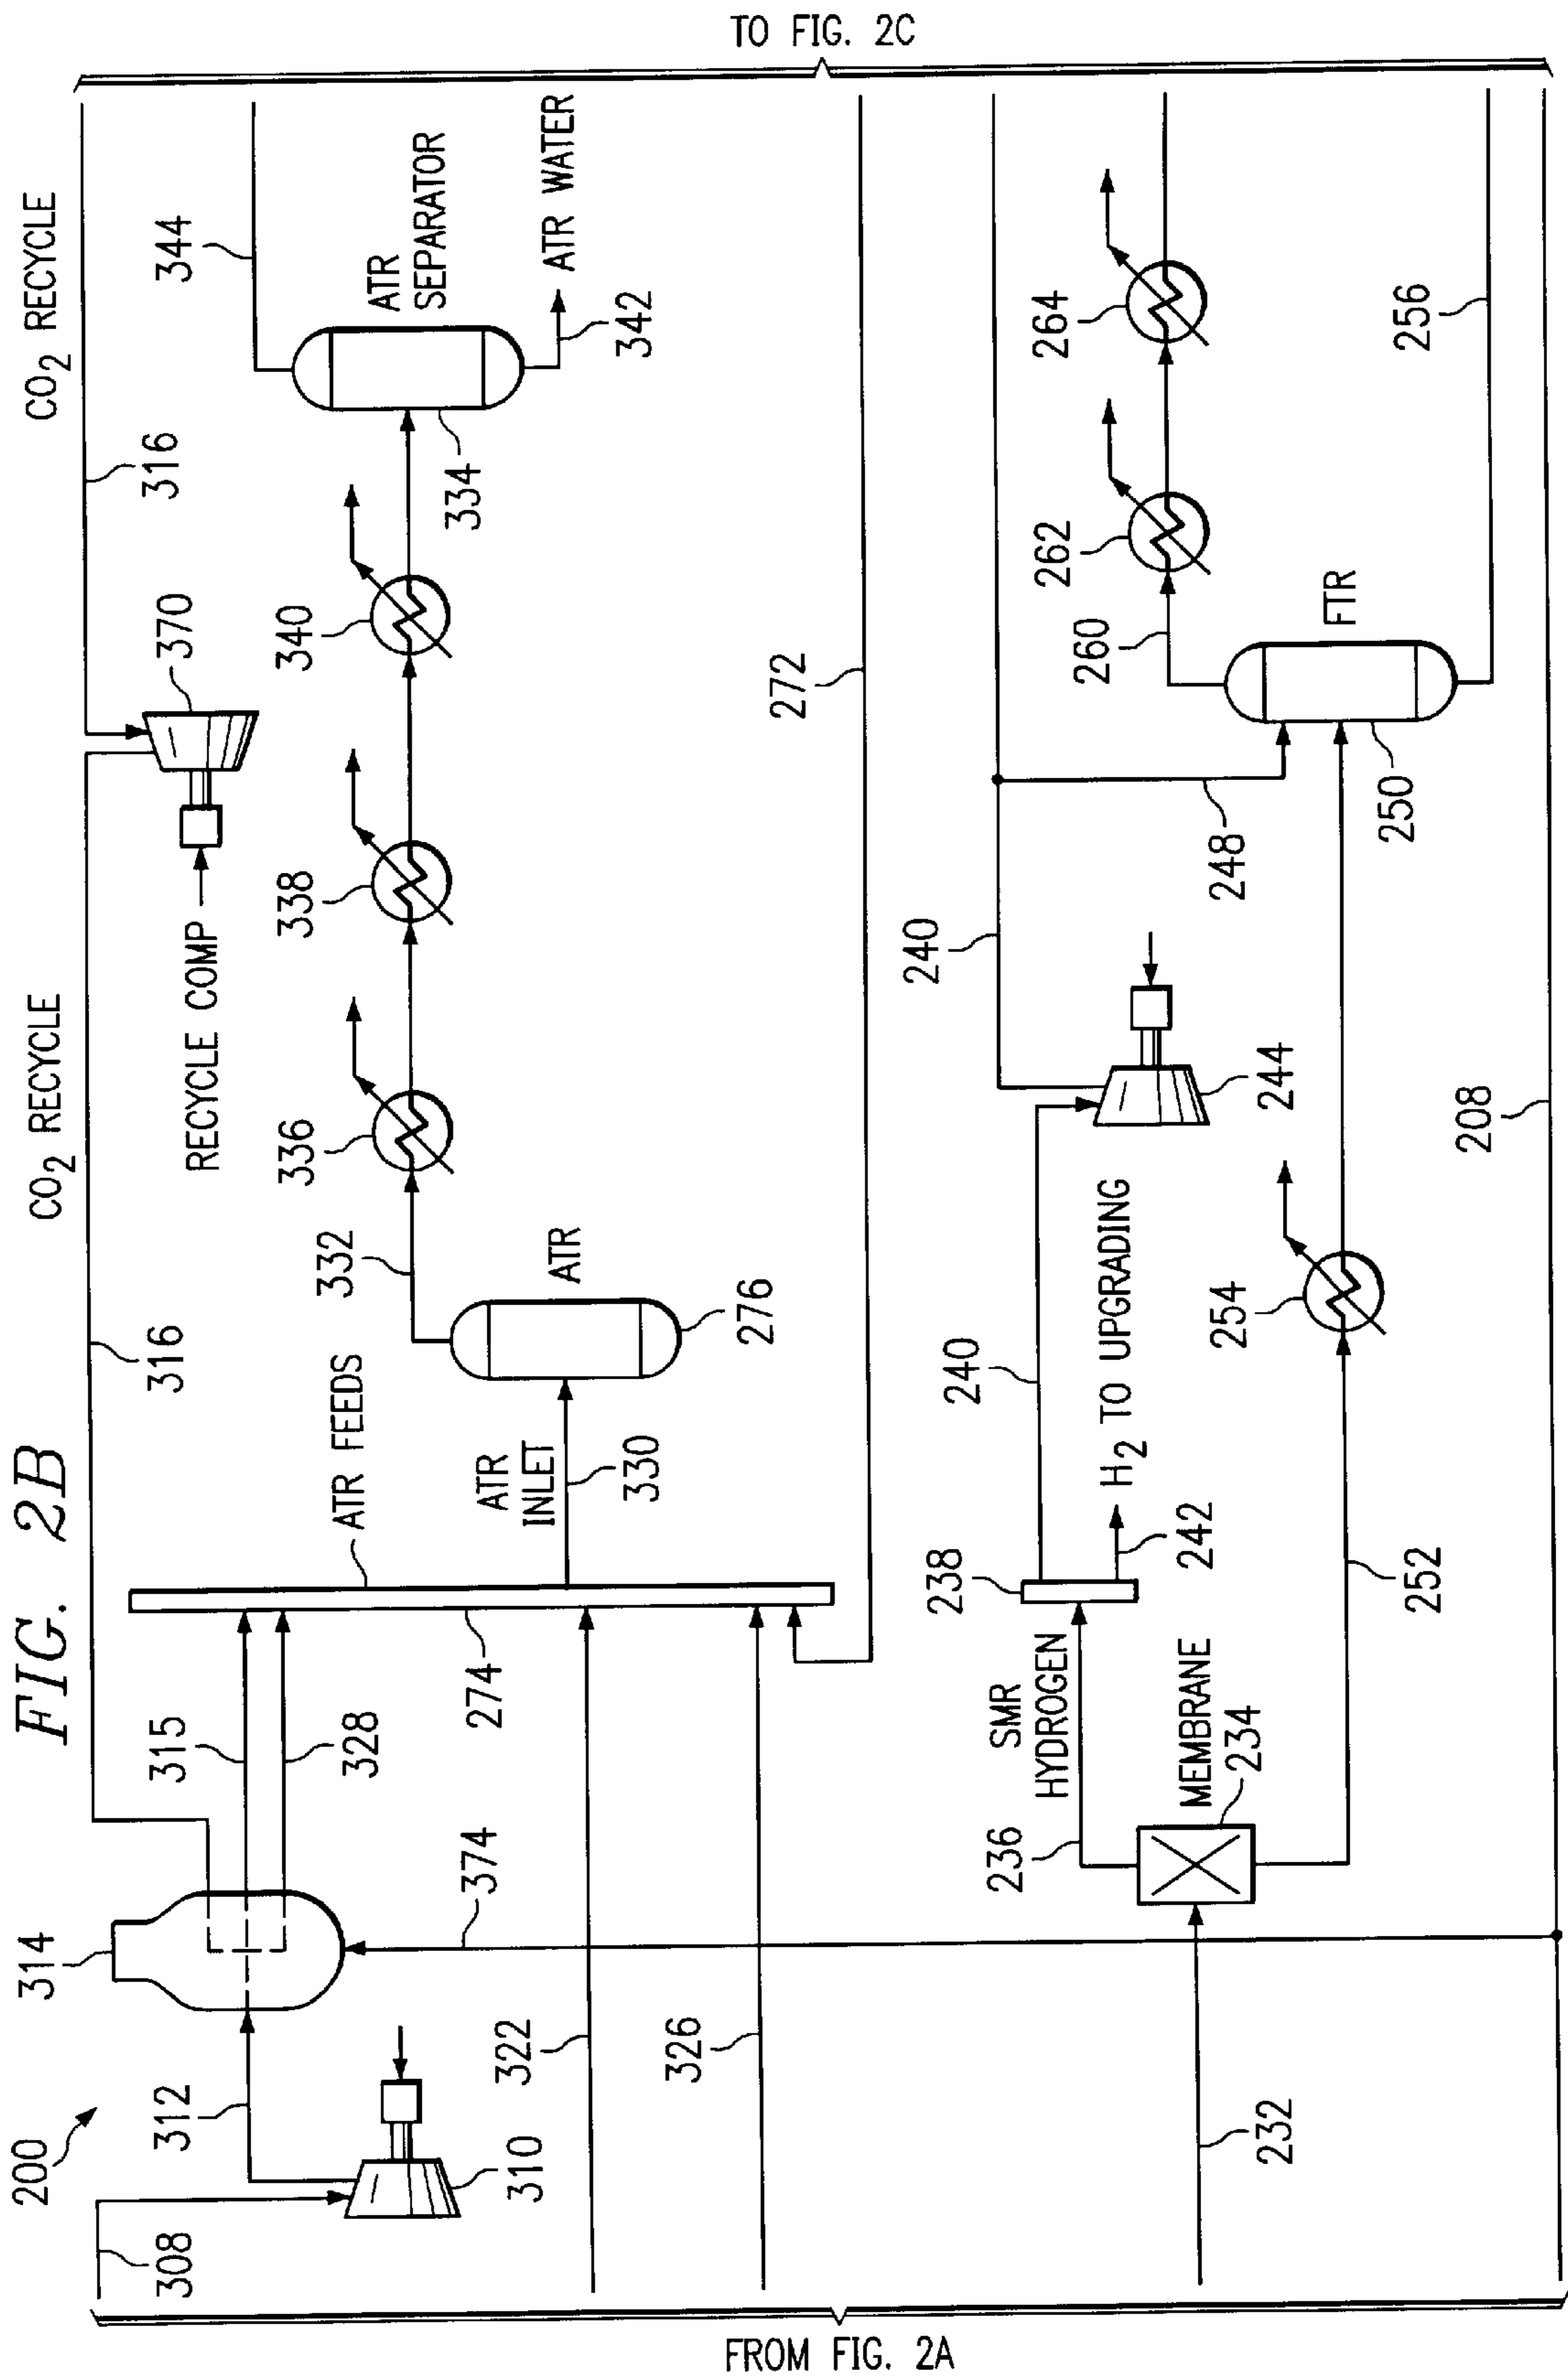 FIG. 2B
200
FROM FIG. 2A
TO FIG. 2C
308
310
312
314
315
328
316
CO2 RECYCLE
316
CO2 RECYCLE
370
RECYCLE COMP
374
322
326
274
ATR FEEDS
ATR
INLET
330
ATR
276
332
336
338
340
334
ATR
SEPARATOR
344
342
ATR WATER
272
232
MEMBRANE
234
236
SMR
HYDROGEN
238
240
242
H2 TO UPGRADING
244
240
248
252
254
250
FTR
260
262
264
256
208